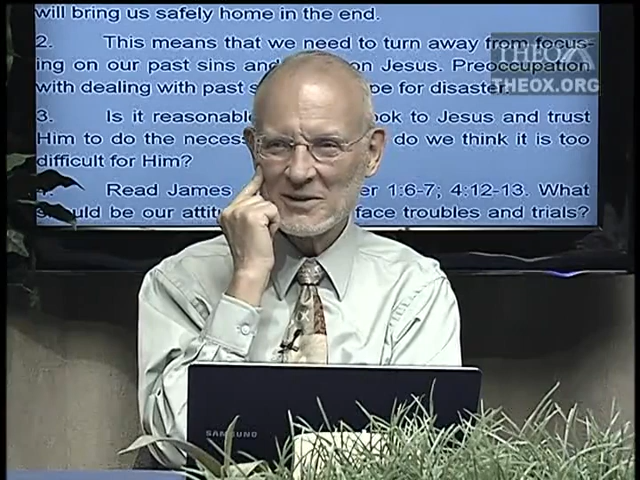 will bring us safely home in the end.
2. This means that we need to turn away from focus-
ing on our past sins and on Jesus. Preoccupation
with dealing with past for disaster.
3. Is it reasonable to Jesus and trust
Him to do the do we think it is too
difficult for Him?
Read James 1:6-7; 4:12-13. What
be our face troubles and trials?
THEOX
THEOX.ORG
SAMSUNG